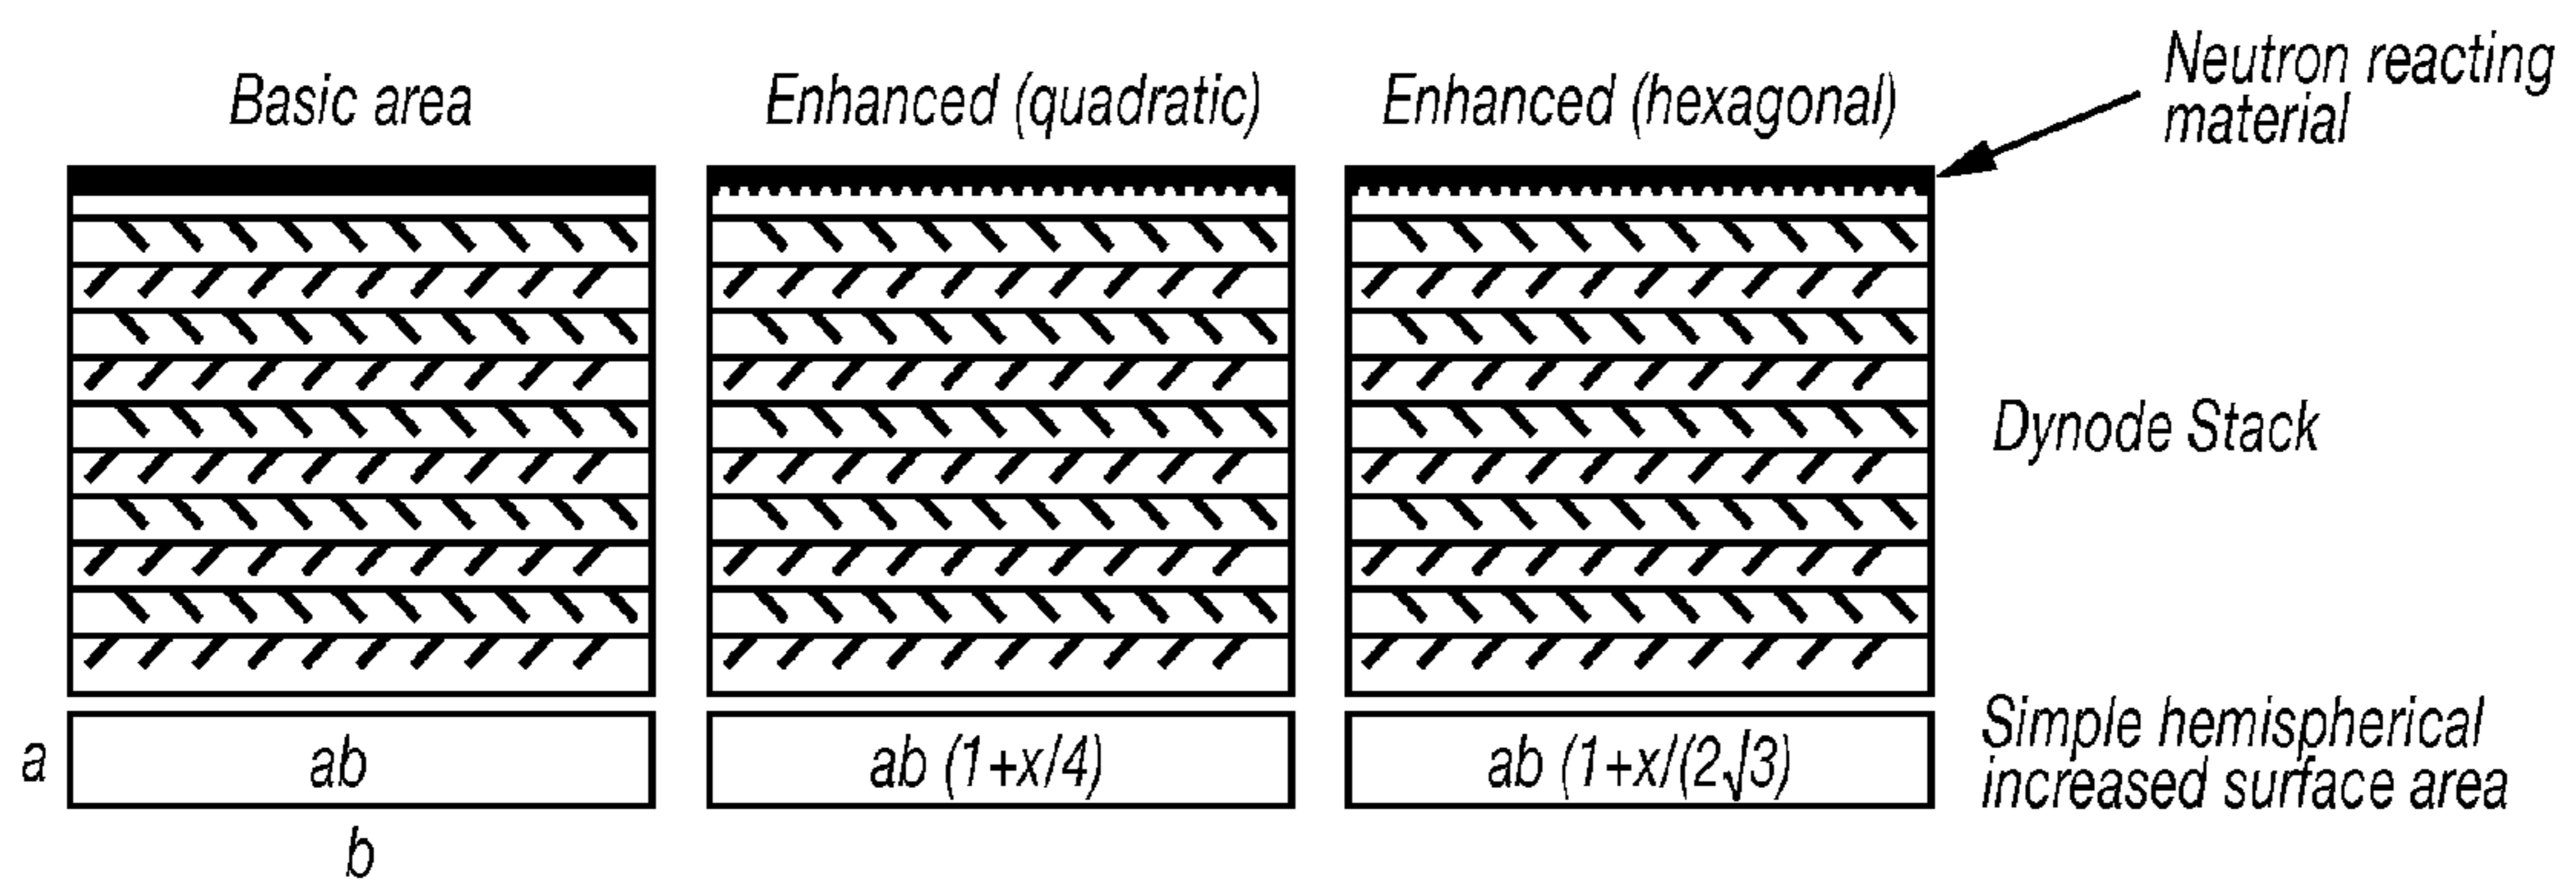 Basic area
Enhanced (quadratic)
Enhanced (hexagonal)
Neutron reacting
material
Dynode Stack
a
ab
ab (1+x/4)
ab (1+x/(2√3)
Simple hemispherical
increased surface area
b